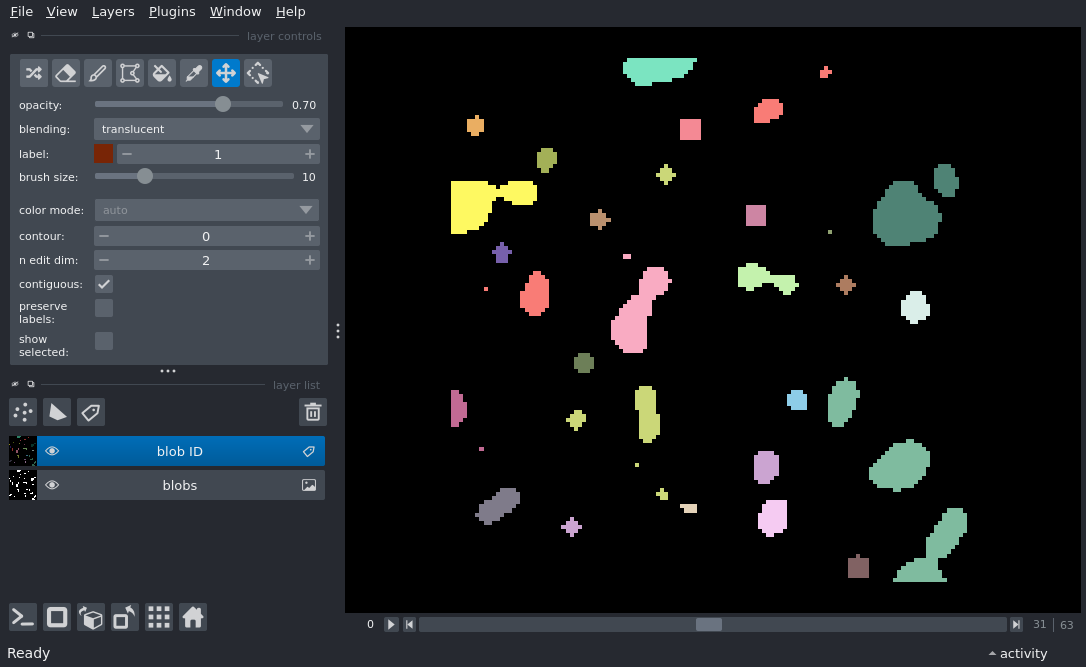 File View Layers Plugins Window Help
layer controls
opacity: 0.70
blending: translucent
label: 1
brush size: 10
color mode: auto
contour: 0
n edit dim: 2
contiguous:
preserve
labels:
show
selected:
layer list
blob ID
blobs
0 31 | 63
Ready activity